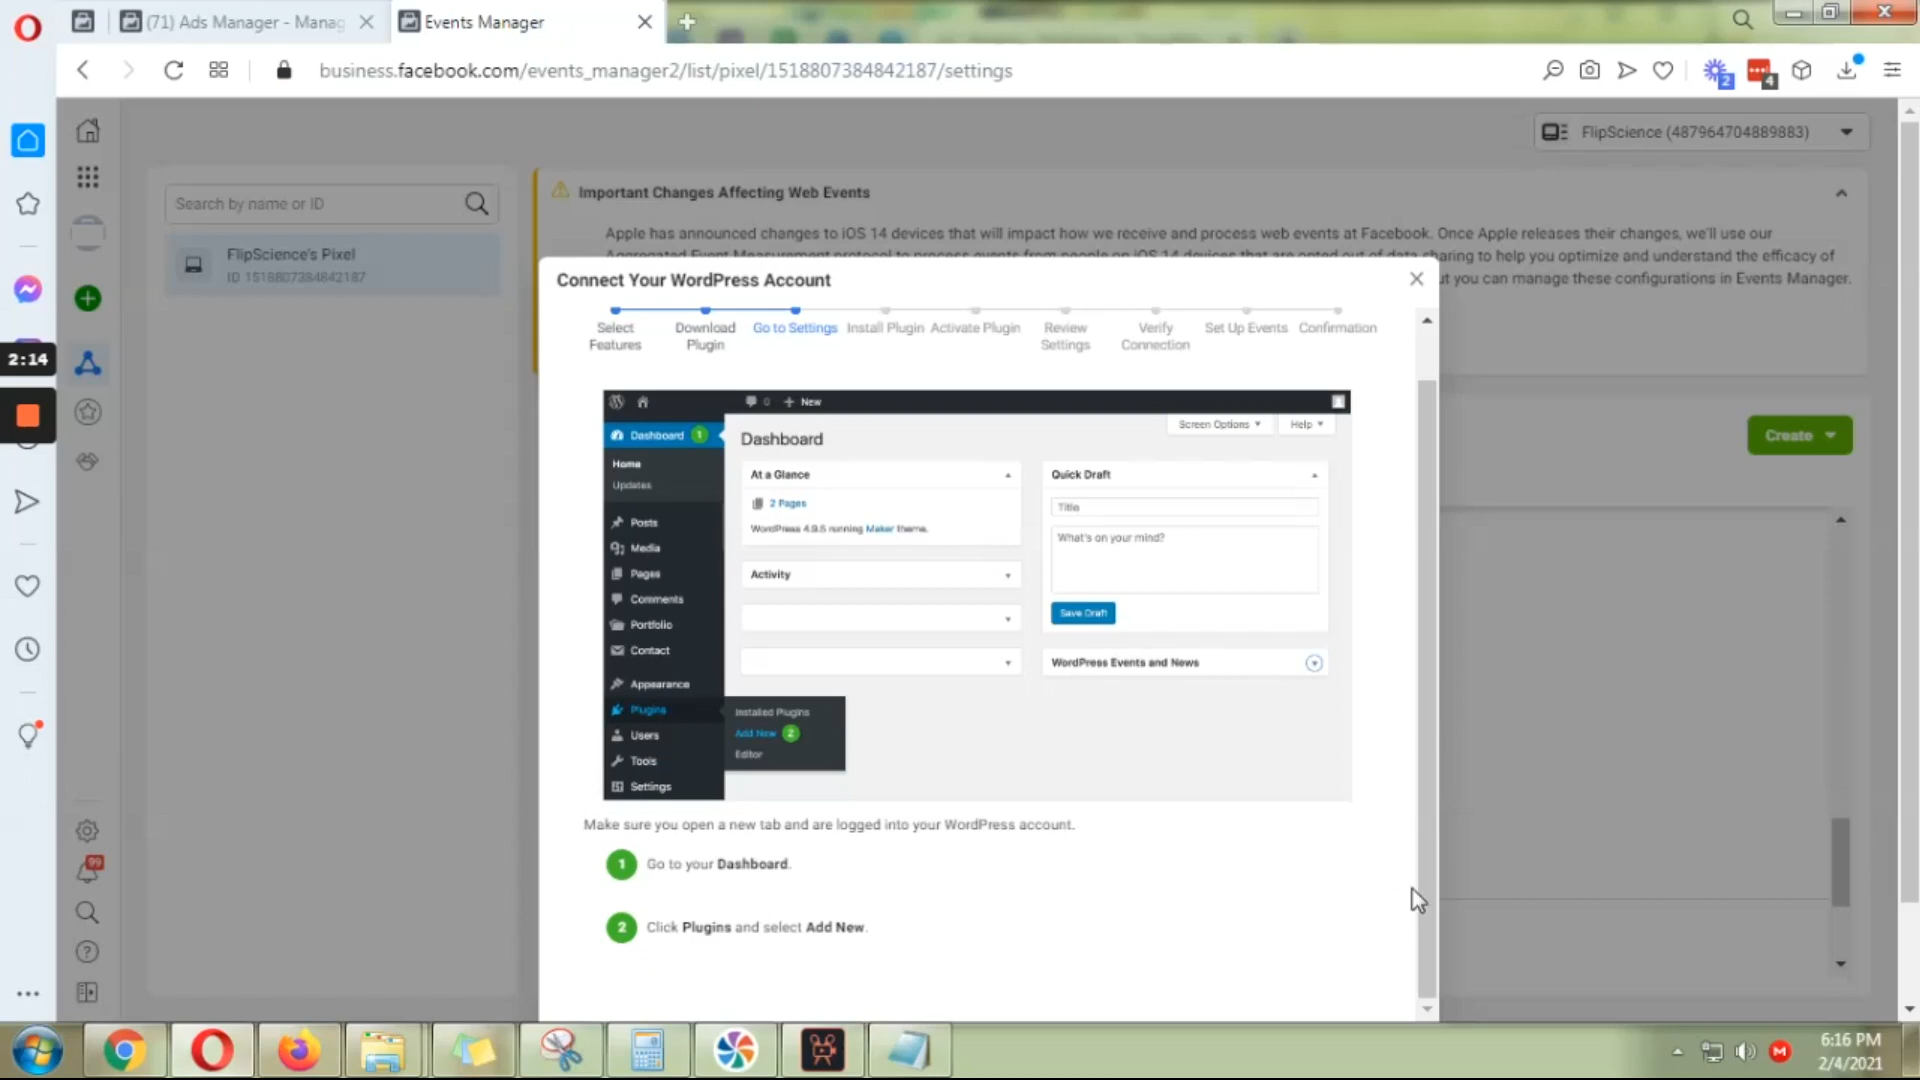 (71) Ads Manager - Manag
Events Manager
business.facebook.com/events_manager2/list/pixel/1518807384842187/settings
2
4
FlipScience (487964704889883)
Search by name or ID
FlipScience's Pixel
ID 1518807384842187
Important Changes Affecting Web Events
Apple has announced changes to iOS 14 devices that will impact how we receive and process web events at Facebook. Once Apple releases their changes, we'll use our
Aggregated Event Measurement protocol to process events from people on iOS 14 devices that are opted out of data sharing to help you optimize and understand the efficacy of
ut you can manage these configurations in Events Manager.
Create
2:14
99
Connect Your WordPress Account
Select Features
Download Plugin
Go to Settings
Install Plugin
Activate Plugin
Review Settings
Verify Connection
Set Up Events
Confirmation
0
New
Dashboard 1
Home
Updates
Posts
Media
Pages
Comments
Portfolio
Contact
Appearance
Plugins
Users
Tools
Settings
Installed Plugins
Add New 2
Editor
Dashboard
Screen Options
Help
At a Glance
2 Pages
WordPress 4.9.5 running Maker theme.
Activity
Quick Draft
Title
What's on your mind?
Save Draft
WordPress Events and News
Make sure you open a new tab and are logged into your WordPress account.
1 Go to your Dashboard.
2 Click Plugins and select Add New.
6:16 PM
2/4/2021